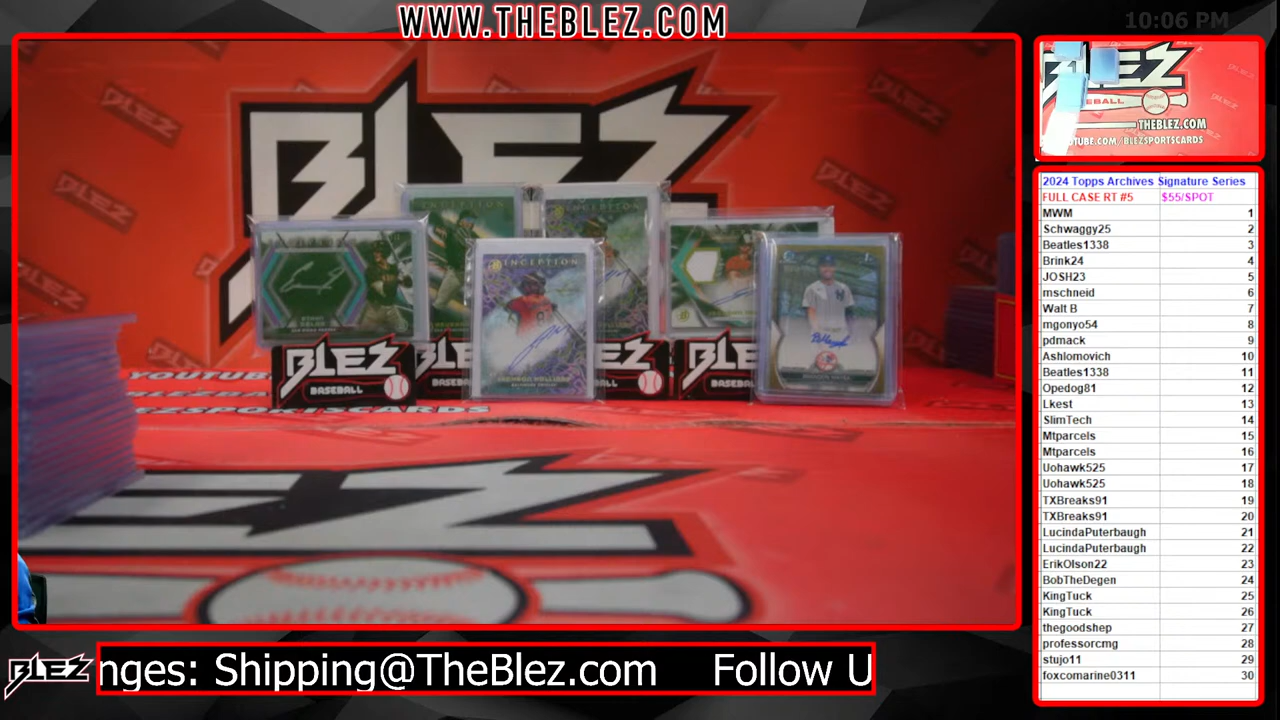 WWW.THEBLEZ.COM
10:06 PM
BLEZ
INCEPTION
BLEZ
BASEBALL
BLEZ
BASEBALL
THEBLEZ.COM
YOUTUBE.COM/BLEZSPORTSCARDS
2024 Topps Archives Signature Series
FULL CASE RT #5 $55/SPOT
MWM 1
Schwaggy25 2
Beatles1338 3
Brink24 4
JOSH23 5
mschneid 6
Walt B 7
mgonyo54 8
pdmack 9
Ashlomovich 10
Beatles1338 11
Opedog81 12
Lkest 13
SlimTech 14
Mtparcels 15
Mtparcels 16
Uohawk525 17
Uohawk525 18
TXBreaks91 19
TXBreaks91 20
LucindaPuterbaugh 21
LucindaPuterbaugh 22
ErikOlson22 23
BobTheDegen 24
KingTuck 25
KingTuck 26
thegoodshep 27
professorcmg 28
stujo11 29
foxcomarine0311 30
BLEZ
nges: Shipping@TheBlez.com Follow U